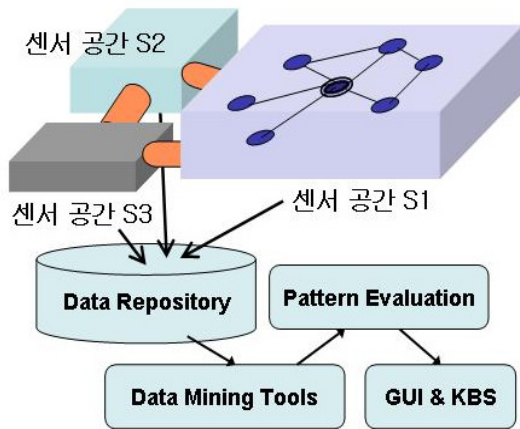 센서 공간 S2
센서 공간 S3
센서 공간 S1
Data Repository
Pattern Evaluation
Data Mining Tools
GUI & KBS